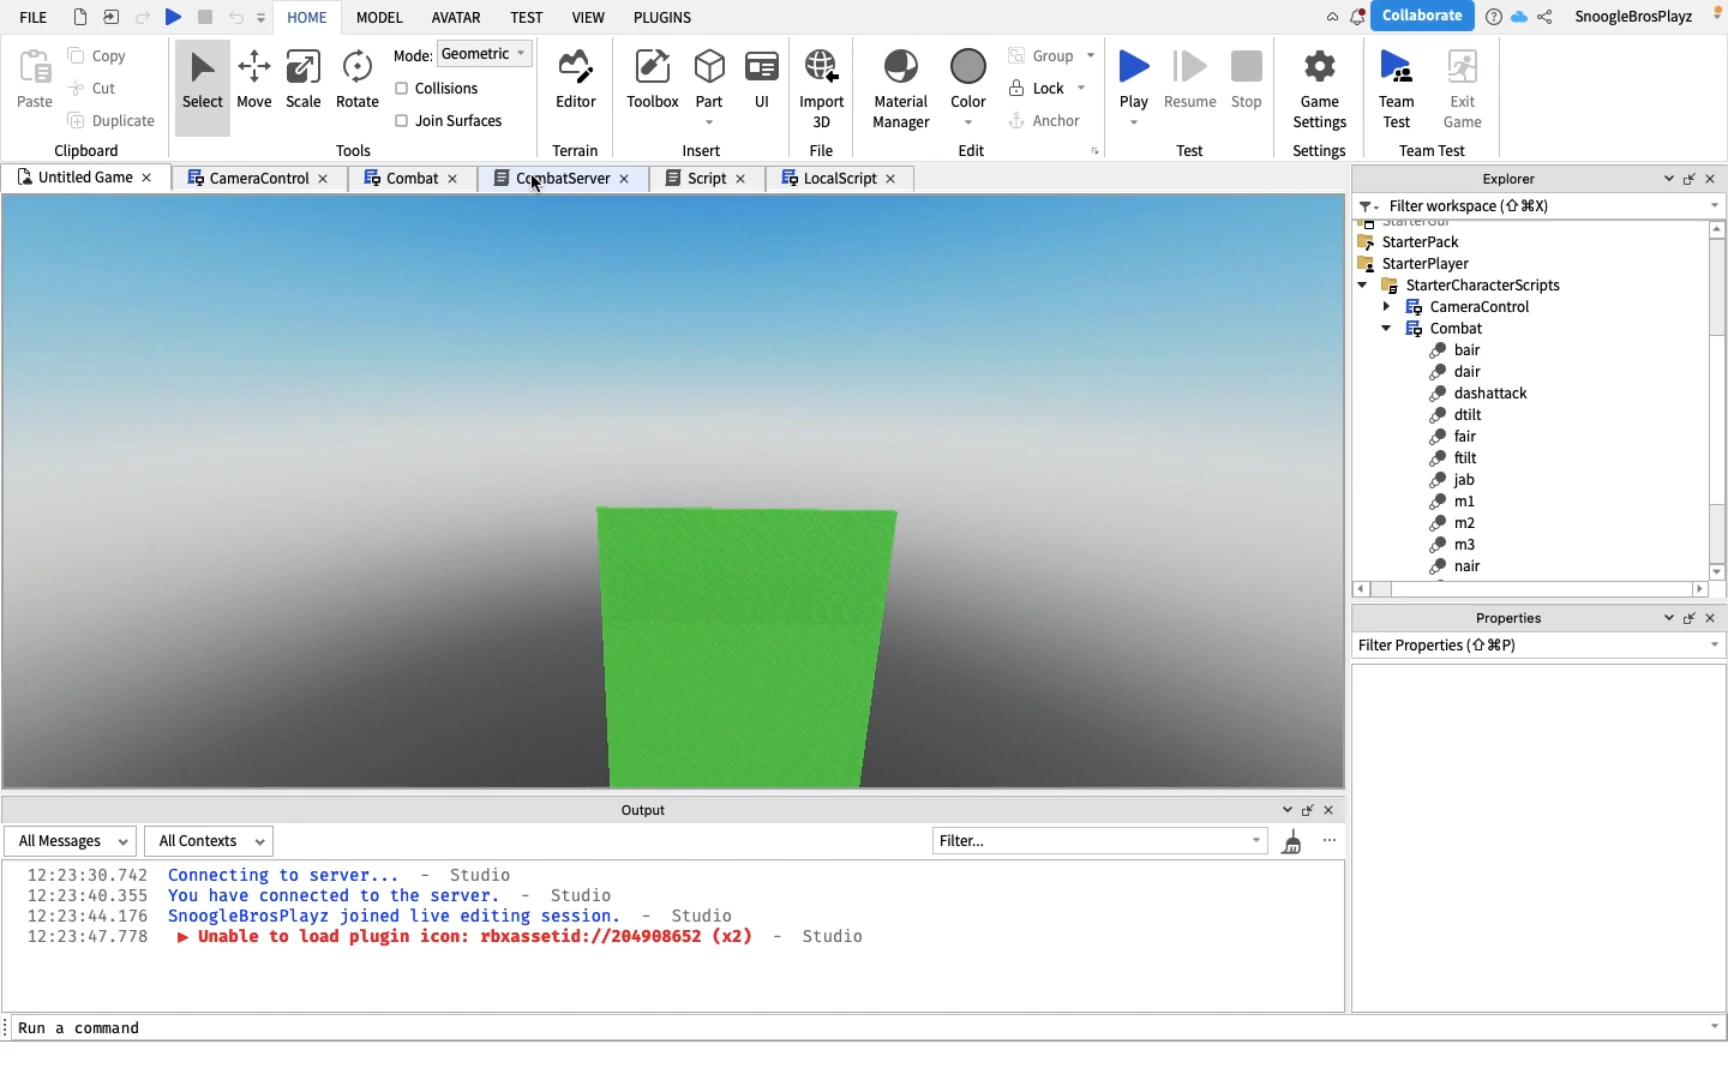 FILE HOME MODEL AVATAR TEST VIEW PLUGINS Collaborate SnoogleBrosPlayz
Paste Copy Cut Duplicate
Clipboard
Select Move Scale Rotate
Mode: Geometric
Collisions
Join Surfaces
Tools
Editor
Terrain
Toolbox Part UI
Insert
Import
3D
File
Material
Manager
Color
Group
Lock
Anchor
Edit
Play Resume Stop
Test
Game
Settings
Settings
Team
Test
Exit
Game
Team Test
Untitled Game CameraControl Combat CombatServer Script LocalScript
Explorer
Filter workspace (⇧⌘X)
StarterGui
StarterPack
StarterPlayer
StarterCharacterScripts
CameraControl
Combat
bair
dair
dashattack
dtilt
fair
ftilt
jab
m1
m2
m3
nair
Properties
Filter Properties (⇧⌘P)
Output
All Messages All Contexts Filter...
12:23:30.742 Connecting to server... - Studio
12:23:40.355 You have connected to the server. - Studio
12:23:44.176 SnoogleBrosPlayz joined live editing session. - Studio
12:23:47.778 ▶ Unable to load plugin icon: rbxassetid://204908652 (x2) - Studio
Run a command